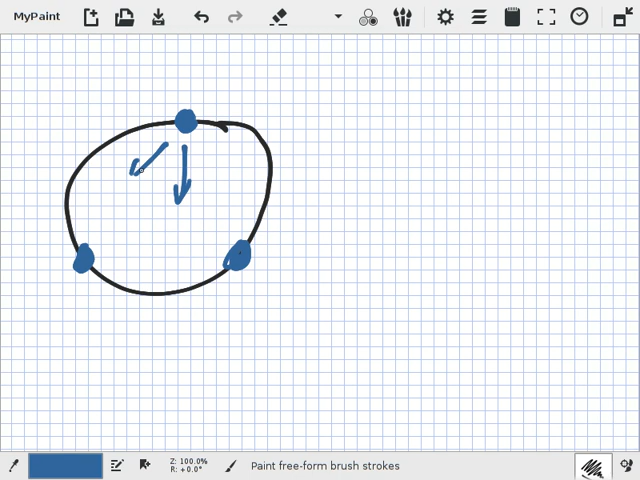 MyPaint
Z: 100.0%
R: +0.0°
Paint free-form brush strokes